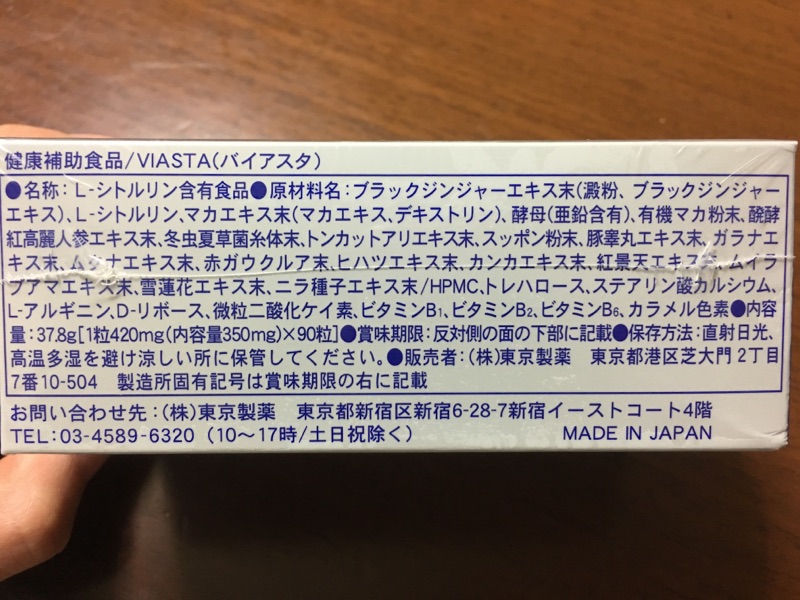 健康補助食品/VIASTA(バイアスタ)
●名称：L-シトルリン含有食品●原材料名：ブラックジンジャーエキス末(澱粉、ブラックジンジャー
エキス)、L-シトルリン、マカエキス末(マカエキス、デキストリン)、酵母(亜鉛含有)、有機マカ粉末、醗酵
紅高麗人参エキス末、冬虫夏草菌糸体末、トンカットアリエキス末、スッポン粉末、豚睾丸エキス末、ガラナエ
キス末、ムクナエキス末、赤ガウクルア末、ヒハツエキス末、カンカエキス末、紅景天エキス末、ムイラ
プアマエキス末、雪蓮花エキス末、ニラ種子エキス末/HPMC、トレハロース、ステアリン酸カルシウム、
L-アルギニン、D-リボース、微粒二酸化ケイ素、ビタミンB₁、ビタミンB₂、ビタミンB₆、カラメル色素●内容
量：37.8g[1粒420mg(内容量350mg)×90粒]●賞味期限：反対側の面の下部に記載●保存方法：直射日光、
高温多湿を避け涼しい所に保管してください。●販売者：(株)東京製薬　東京都港区芝大門2丁目
7番10-504　製造所固有記号は賞味期限の右に記載
お問い合わせ先：(株)東京製薬　東京都新宿区新宿6-28-7新宿イーストコート4階
TEL：03-4589-6320（10〜17時/土日祝除く）　MADE IN JAPAN